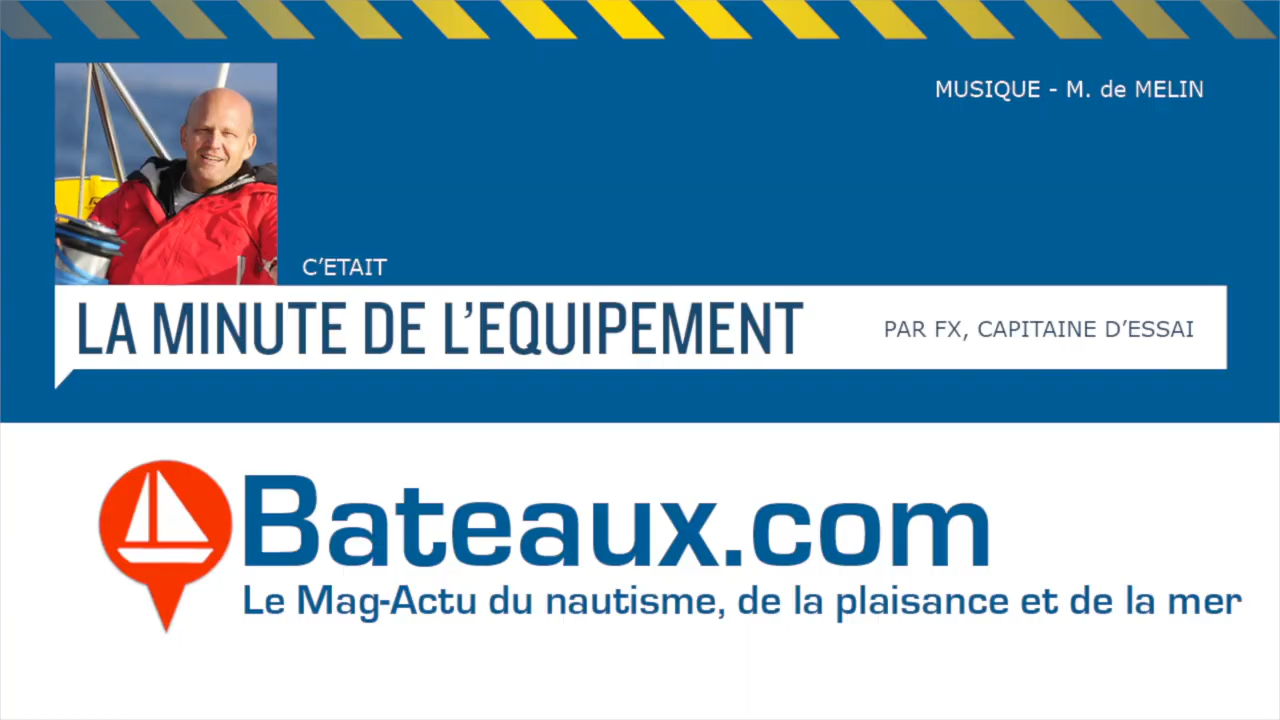 MUSIQUE - M. de MELIN
C'ETAIT
LA MINUTE DE L'EQUIPEMENT
PAR FX, CAPITAINE D'ESSAI
Bateaux.com
Le Mag-Actu du nautisme, de la plaisance et de la mer